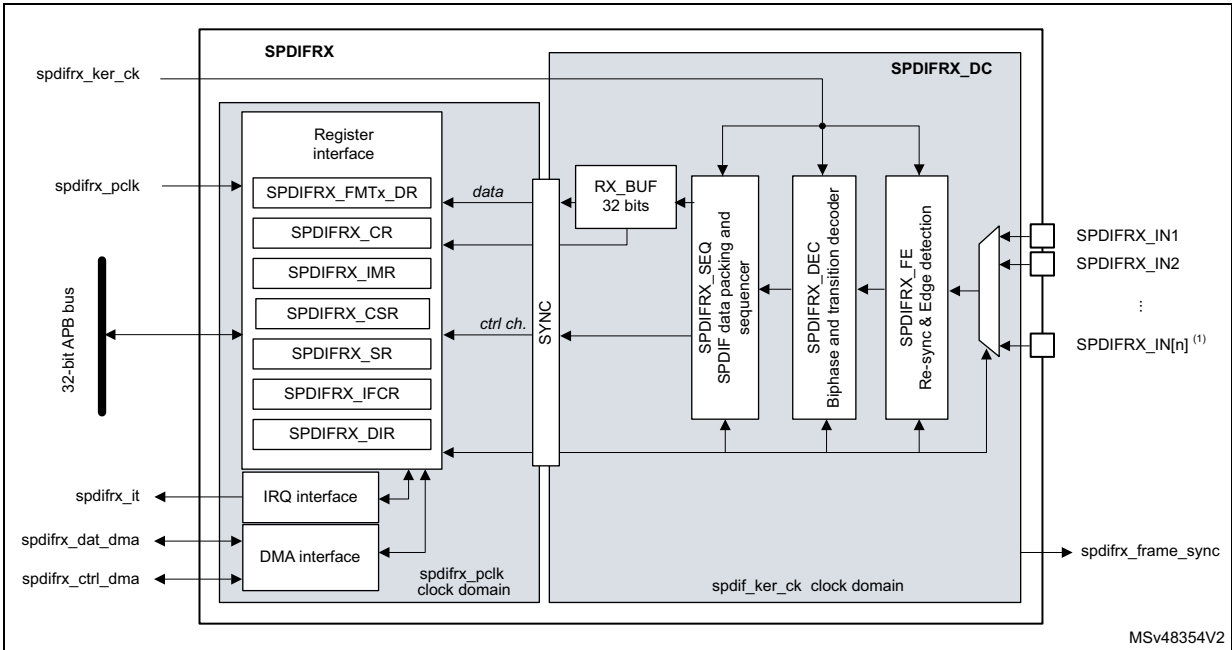 SPDIFRX
SPDIFRX_DC
spdifrx_ker_ck
Register
interface
spdifrx_pclk
SPDIFRX_FMTx_DR
SPDIFRX_CR
SPDIFRX_IMR
SPDIFRX_CSR
SPDIFRX_SR
SPDIFRX_IFCR
SPDIFRX_DIR
32-bit APB bus
data
ctrl ch.
SYNC
RX_BUF
32 bits
SPDIFRX_SEQ
SPDIF data packing and
sequencer
SPDIFRX_DEC
Biphase and transition decoder
SPDIFRX_FE
Re-sync & Edge detection
SPDIFRX_IN1
SPDIFRX_IN2
...
SPDIFRX_IN[n] (1)
spdifrx_it
IRQ interface
spdifrx_dat_dma
DMA interface
spdifrx_ctrl_dma
spdifrx_pclk
clock domain
spdif_ker_ck clock domain
spdifrx_frame_sync
MSv48354V2